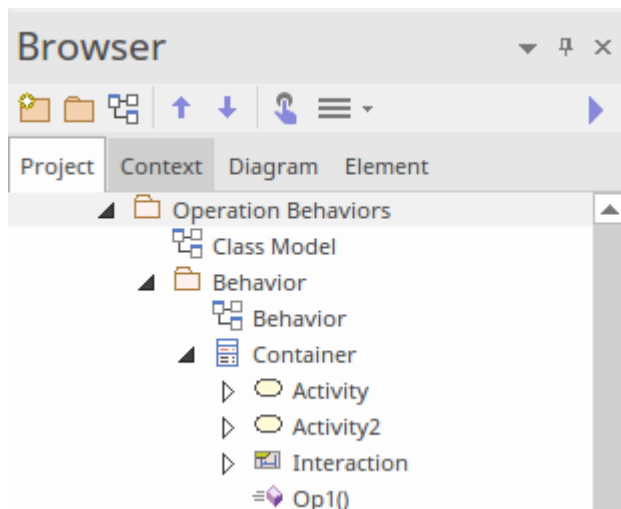 Browser
Project Context Diagram Element
Operation Behaviors
Class Model
Behavior
Behavior
Container
Activity
Activity2
Interaction
Op1()